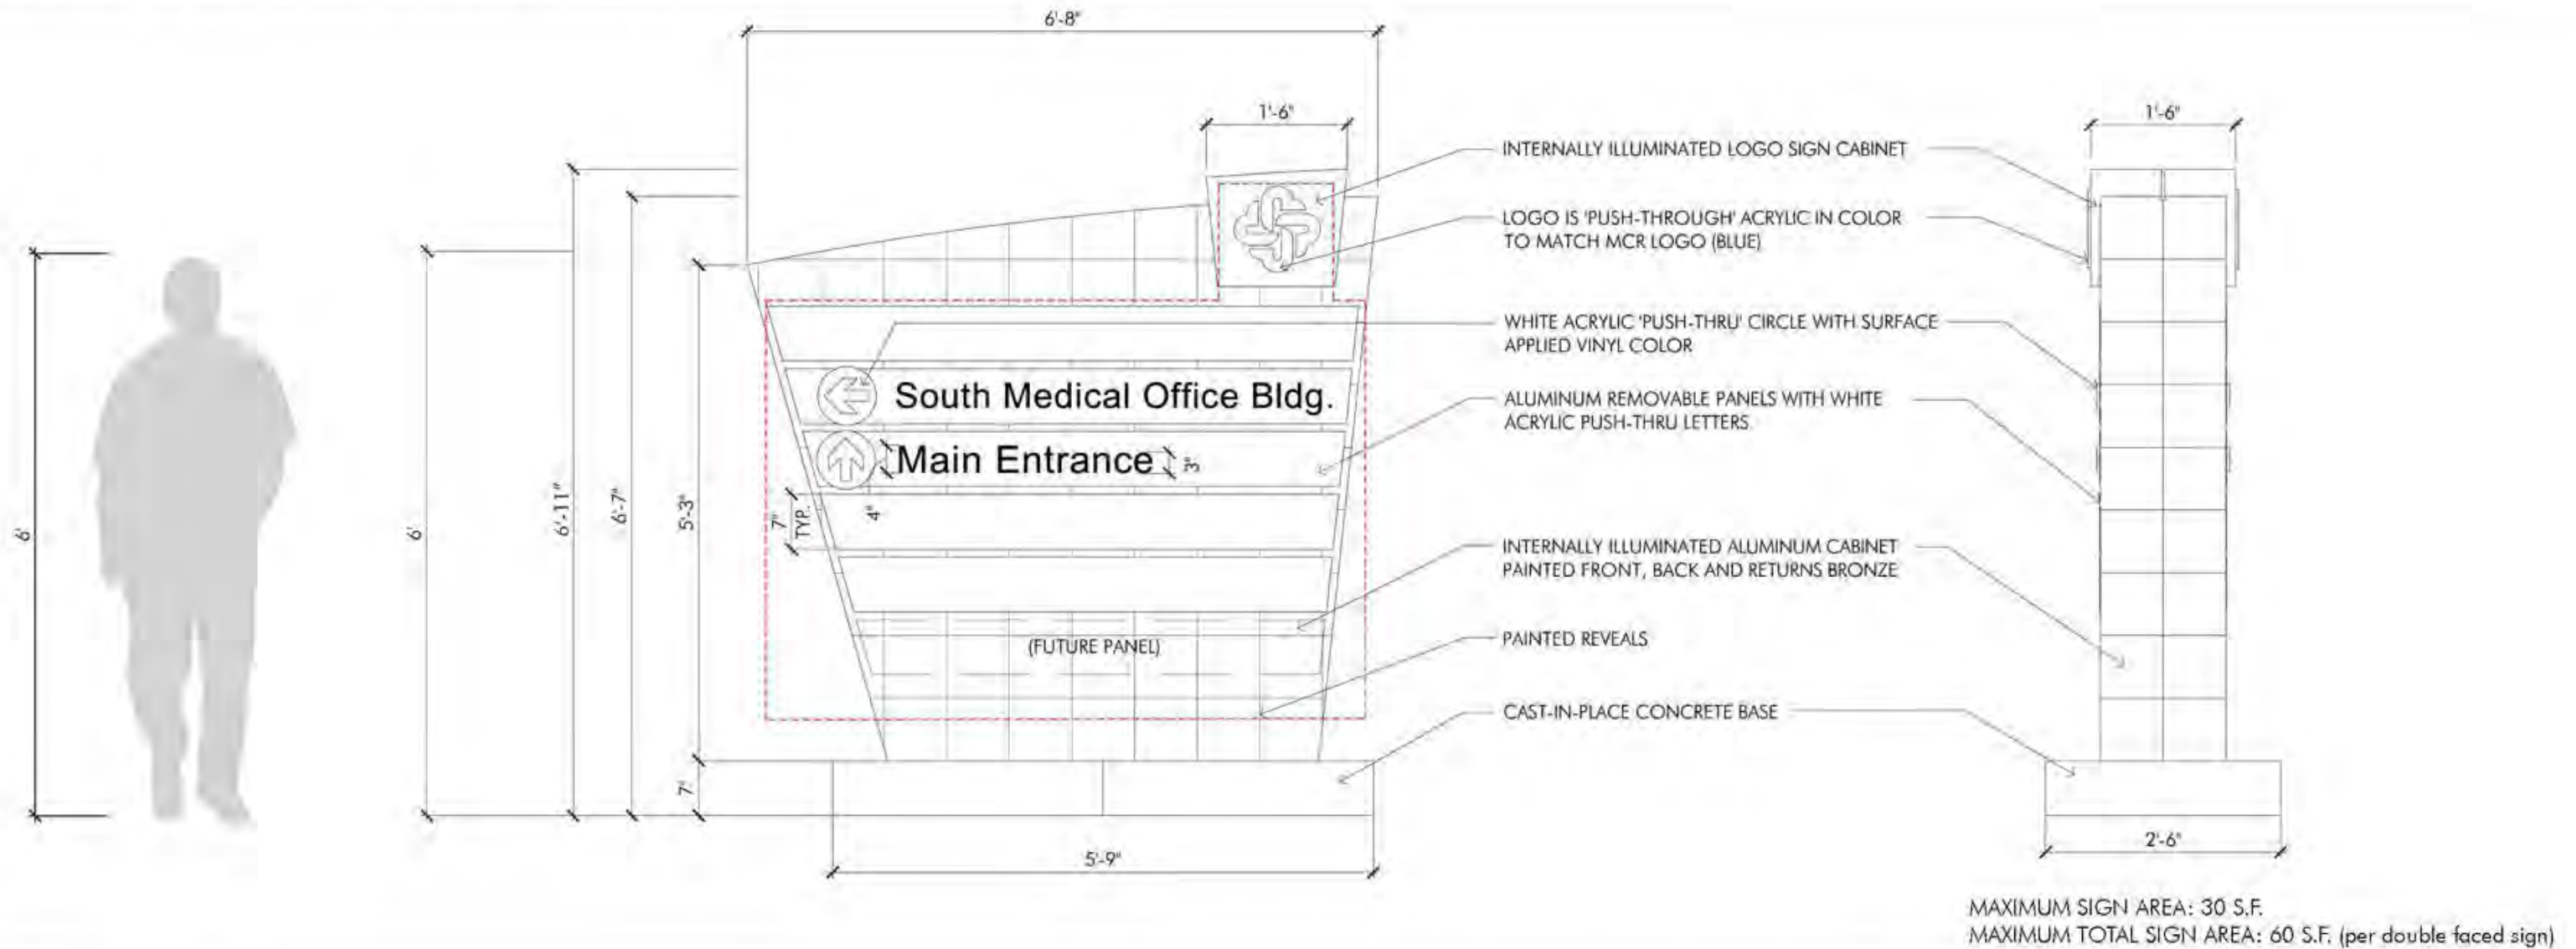 6'-8"
1'-6"
1'-6"
INTERNALLY ILLUMINATED LOGO SIGN CABINET
LOGO IS 'PUSH-THROUGH' ACRYLIC IN COLOR
TO MATCH MCR LOGO (BLUE)
WHITE ACRYLIC 'PUSH-THRU' CIRCLE WITH SURFACE
APPLIED VINYL COLOR
South Medical Office Bldg.
ALUMINUM REMOVABLE PANELS WITH WHITE
ACRYLIC PUSH-THRU LETTERS
Main Entrance
3"
4"
7"
TYP.
6'
6'
6'-11"
6'-7"
5'-3"
INTERNALLY ILLUMINATED ALUMINUM CABINET
PAINTED FRONT, BACK AND RETURNS BRONZE
(FUTURE PANEL)
PAINTED REVEALS
CAST-IN-PLACE CONCRETE BASE
7"
5'-9"
2'-6"
MAXIMUM SIGN AREA: 30 S.F.
MAXIMUM TOTAL SIGN AREA: 60 S.F. (per double faced sign)